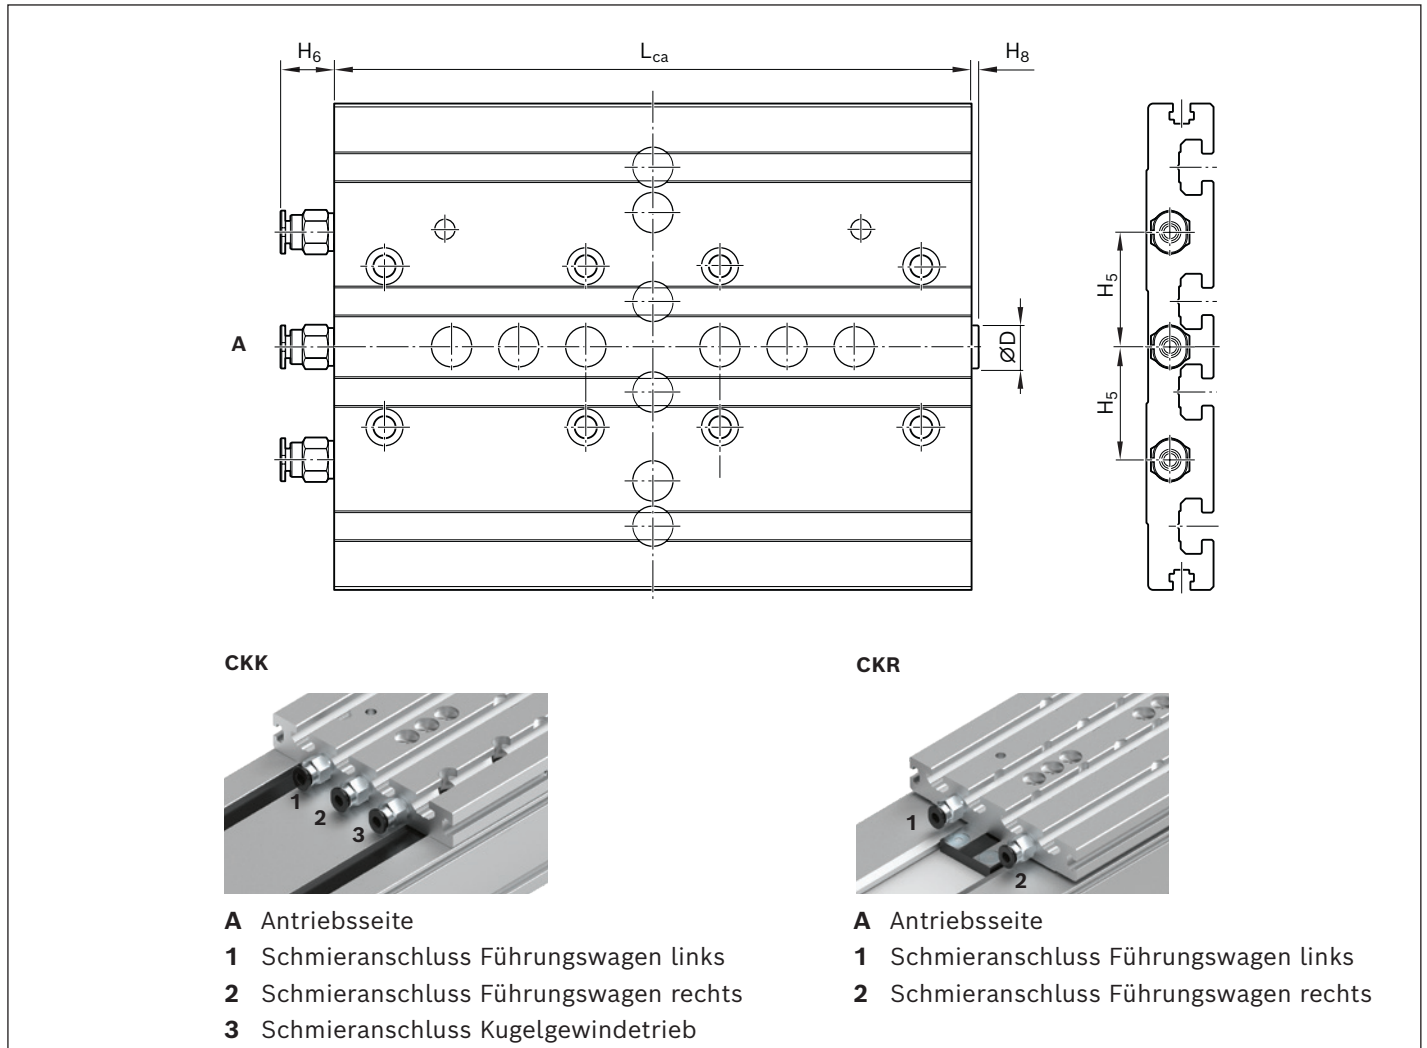 H6
Lca
H8
H5
A
ØD
H5
CKK
CKR
1
2
3
1
2
A Antriebsseite
1 Schmieranschluss Führungswagen links
2 Schmieranschluss Führungswagen rechts
3 Schmieranschluss Kugelgewindetrieb
A Antriebsseite
1 Schmieranschluss Führungswagen links
2 Schmieranschluss Führungswagen rechts